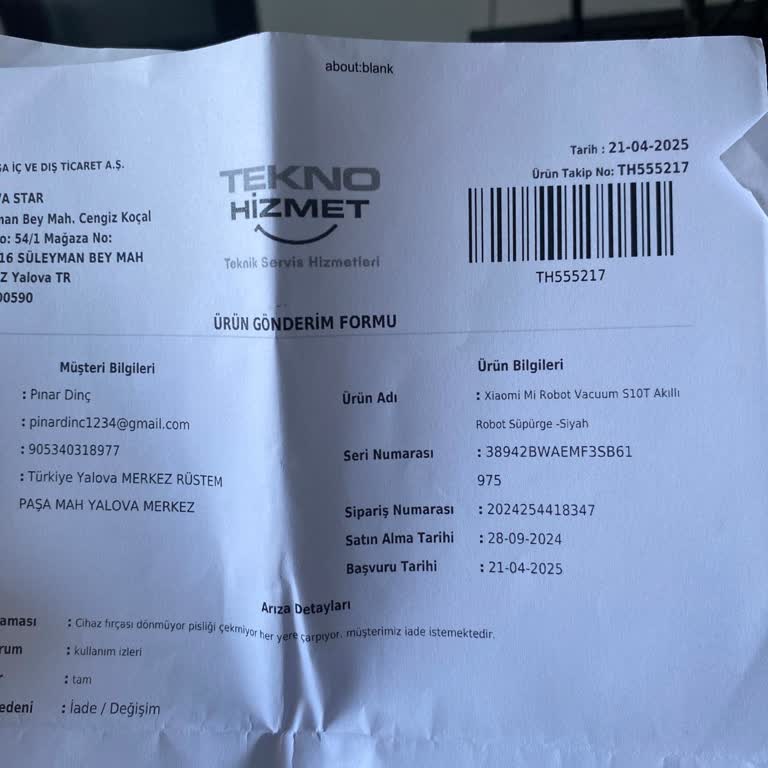 about:blank
Tarih : 21-04-2025
Ürün Takip No: TH555217
TH555217
TEKNO
HİZMET
Teknik Servis Hizmetleri
İÇ VE DIŞ TİCARET A.Ş.
STAR
Bey Mah. Cengiz Koçal
54/1 Mağaza No:
16 SÜLEYMAN BEY MAH
Z Yalova TR
00590
ÜRÜN GÖNDERİM FORMU
Müşteri Bilgileri
: Pınar Dinç
: pinardinc1234@gmail.com
: 905340318977
: Türkiye Yalova MERKEZ RÜSTEM
PAŞA MAH YALOVA MERKEZ
Ürün Bilgileri
Ürün Adı : Xiaomi Mi Robot Vacuum S10T Akıllı
Robot Süpürge -Siyah
Seri Numarası : 38942BWAEMF3SB61
975
Sipariş Numarası : 2024254418347
Satın Alma Tarihi : 28-09-2024
Başvuru Tarihi : 21-04-2025
Arıza Detayları
aması : Cihaz fırçası dönmüyor pisliği çekmiyor her yere çarpıyor. müşterimiz iade istemektedir.
rum : kullanım izleri
: tam
edeni : İade / Değişim